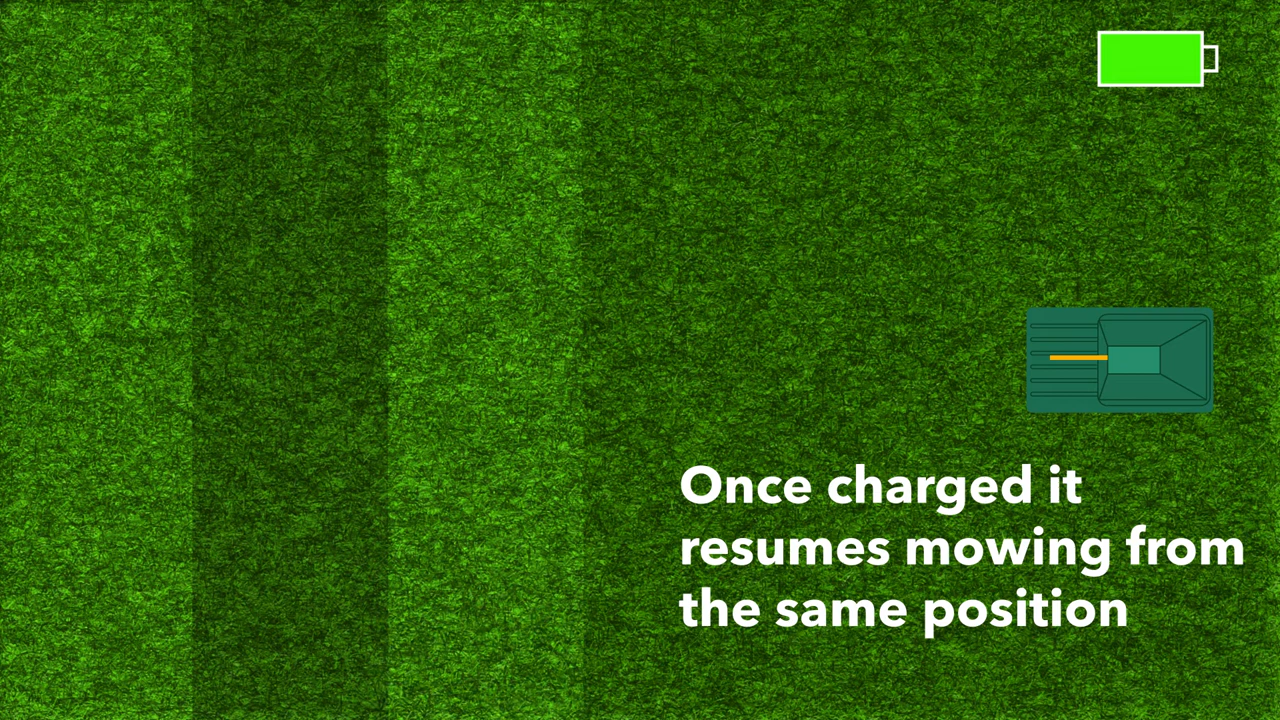 Once charged it
resumes mowing from
the same position